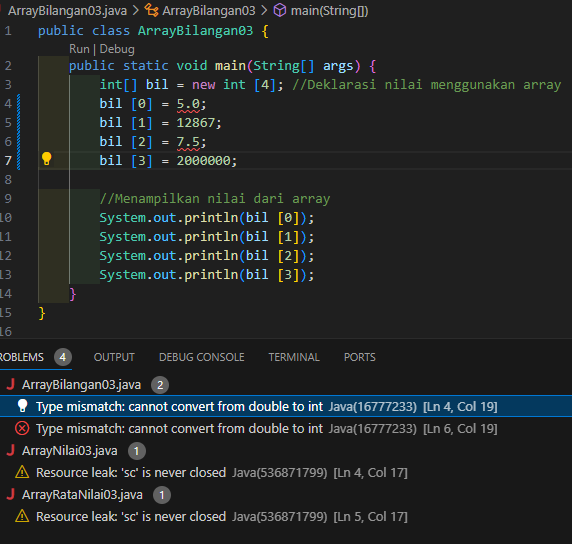 ArrayBilangan03.java > ArrayBilangan03 > main(String[])
1 public class ArrayBilangan03 {
Run | Debug
2 public static void main(String[] args) {
3 int[] bil = new int [4]; //Deklarasi nilai menggunakan array
4 bil [0] = 5.0;
5 bil [1] = 12867;
6 bil [2] = 7.5;
7 bil [3] = 2000000;
8
9 //Menampilkan nilai dari array
10 System.out.println(bil [0]);
11 System.out.println(bil [1]);
12 System.out.println(bil [2]);
13 System.out.println(bil [3]);
14 }
15 }
16
ROBLEMS 4 OUTPUT DEBUG CONSOLE TERMINAL PORTS
J ArrayBilangan03.java 2
Type mismatch: cannot convert from double to int Java(16777233) [Ln 4, Col 19]
Type mismatch: cannot convert from double to int Java(16777233) [Ln 6, Col 19]
J ArrayNilai03.java 1
Resource leak: 'sc' is never closed Java(536871799) [Ln 4, Col 17]
J ArrayRataNilai03.java 1
Resource leak: 'sc' is never closed Java(536871799) [Ln 5, Col 17]